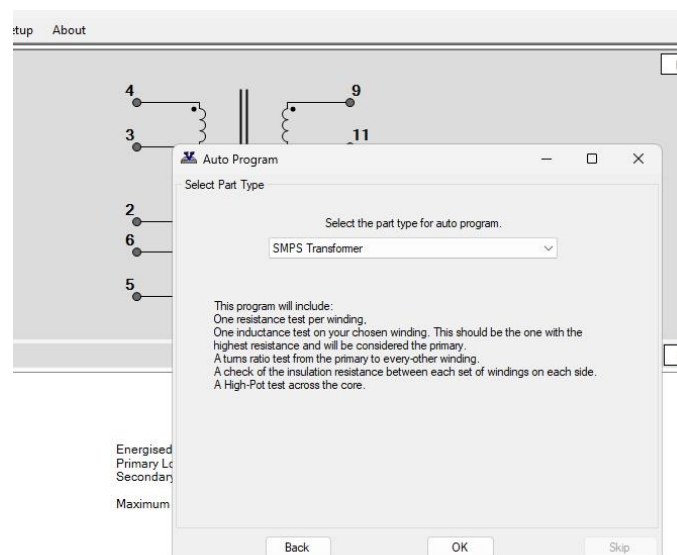 etup About
4
9
3
11
2
6
5
Auto Program
Select Part Type
Select the part type for auto program.
SMPS Transformer
This program will include:
One resistance test per winding,
One inductance test on your chosen winding. This should be the one with the
highest resistance and will be considered the primary.
A turns ratio test from the primary to every-other winding.
A check of the insulation resistance between each set of windings on each side.
A High-Pot test across the core.
Energised
Primary Lo
Secondary
Maximum
Back OK Skip